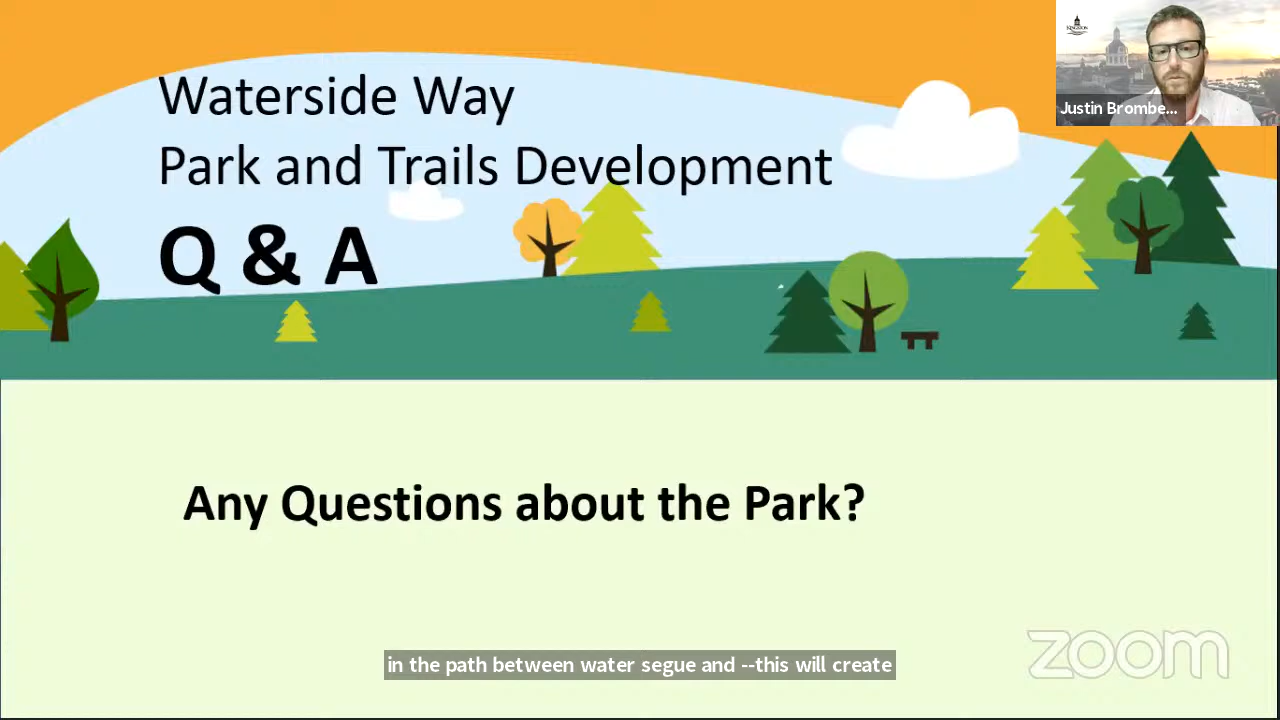 Waterside Way
Park and Trails Development
Q & A
KINGSTON
Justin Brombe...
Any Questions about the Park?
in the path between water segue and --this will create
zoom